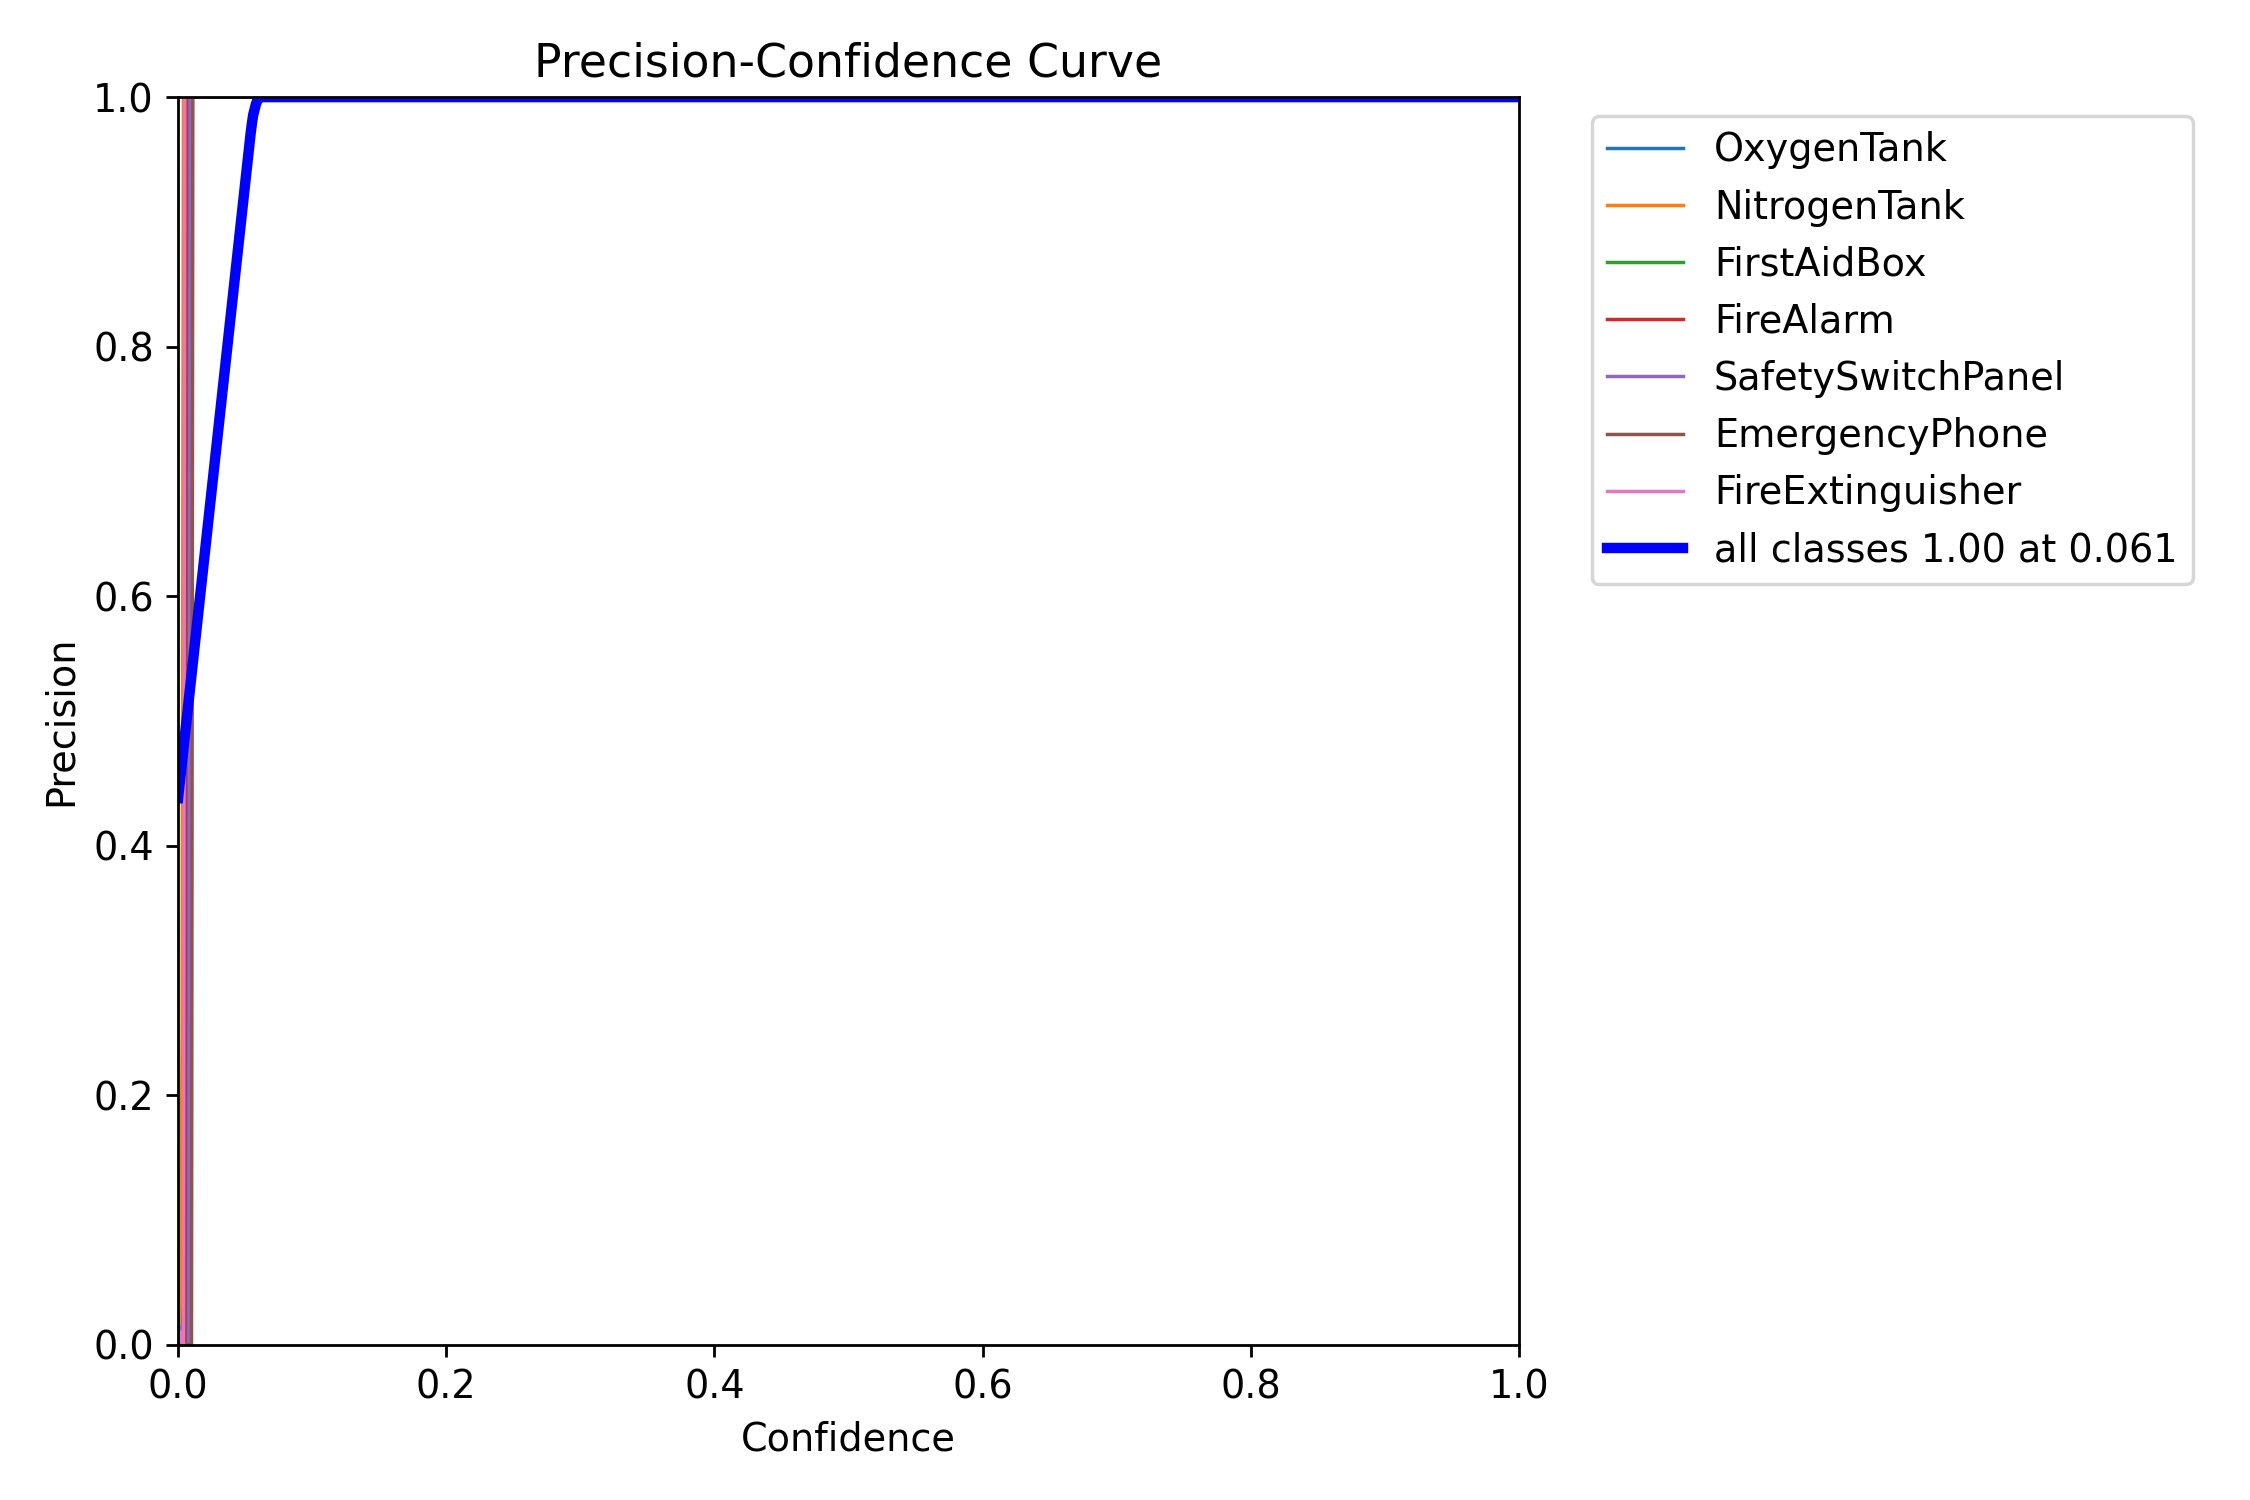 Precision-Confidence Curve
1.0
0.8
0.6
0.4
0.2
0.0
Precision
0.0 0.2 0.4 0.6 0.8 1.0
Confidence
OxygenTank
NitrogenTank
FirstAidBox
FireAlarm
SafetySwitchPanel
EmergencyPhone
FireExtinguisher
all classes 1.00 at 0.061